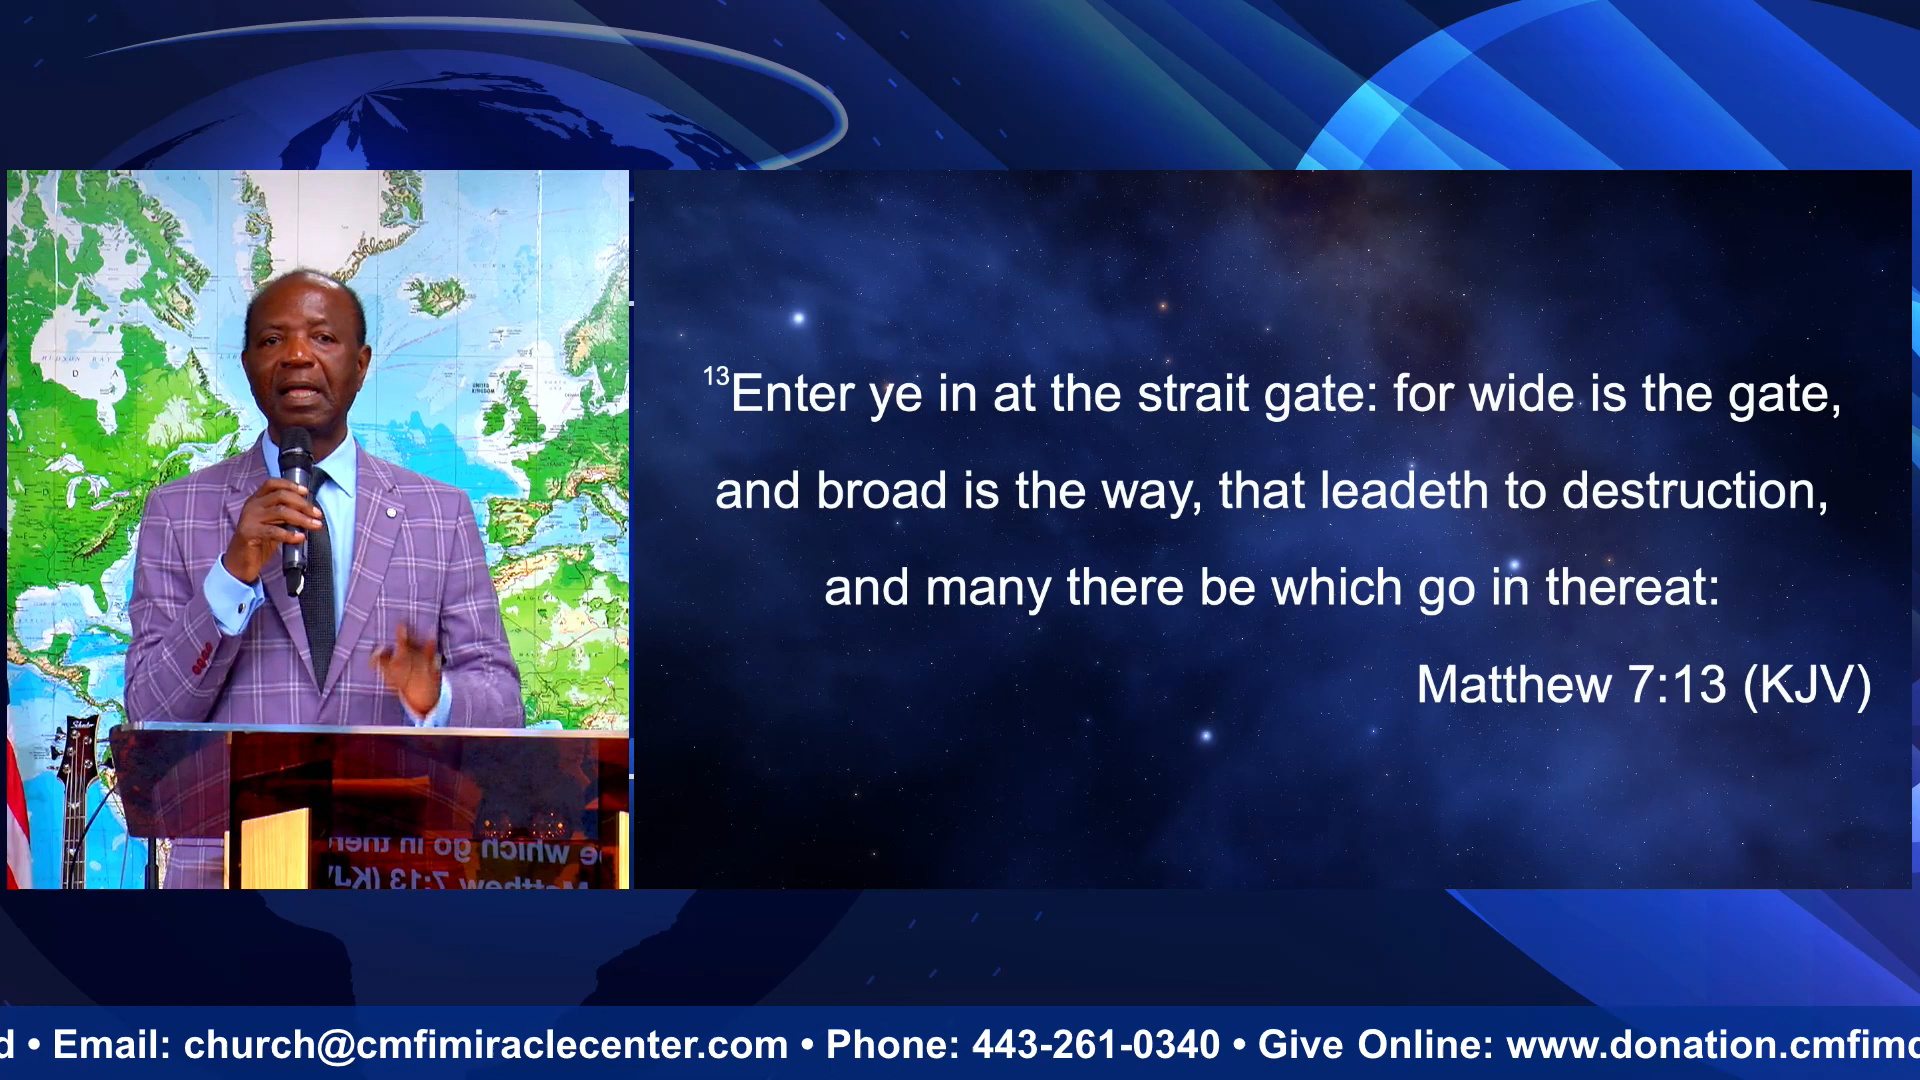 ¹³Enter ye in at the strait gate: for wide is the gate,
and broad is the way, that leadeth to destruction,
and many there be which go in thereat:
Matthew 7:13 (KJV)
UNITED KINGDOM
d • Email: church@cmfimiraclecenter.com • Phone: 443-261-0340 • Give Online: www.donation.cmfimc